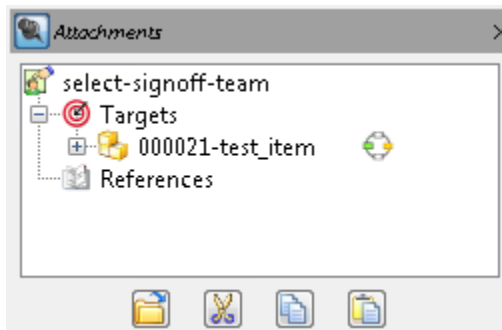 Attachments
select-signoff-team
Targets
000021-test_item
References